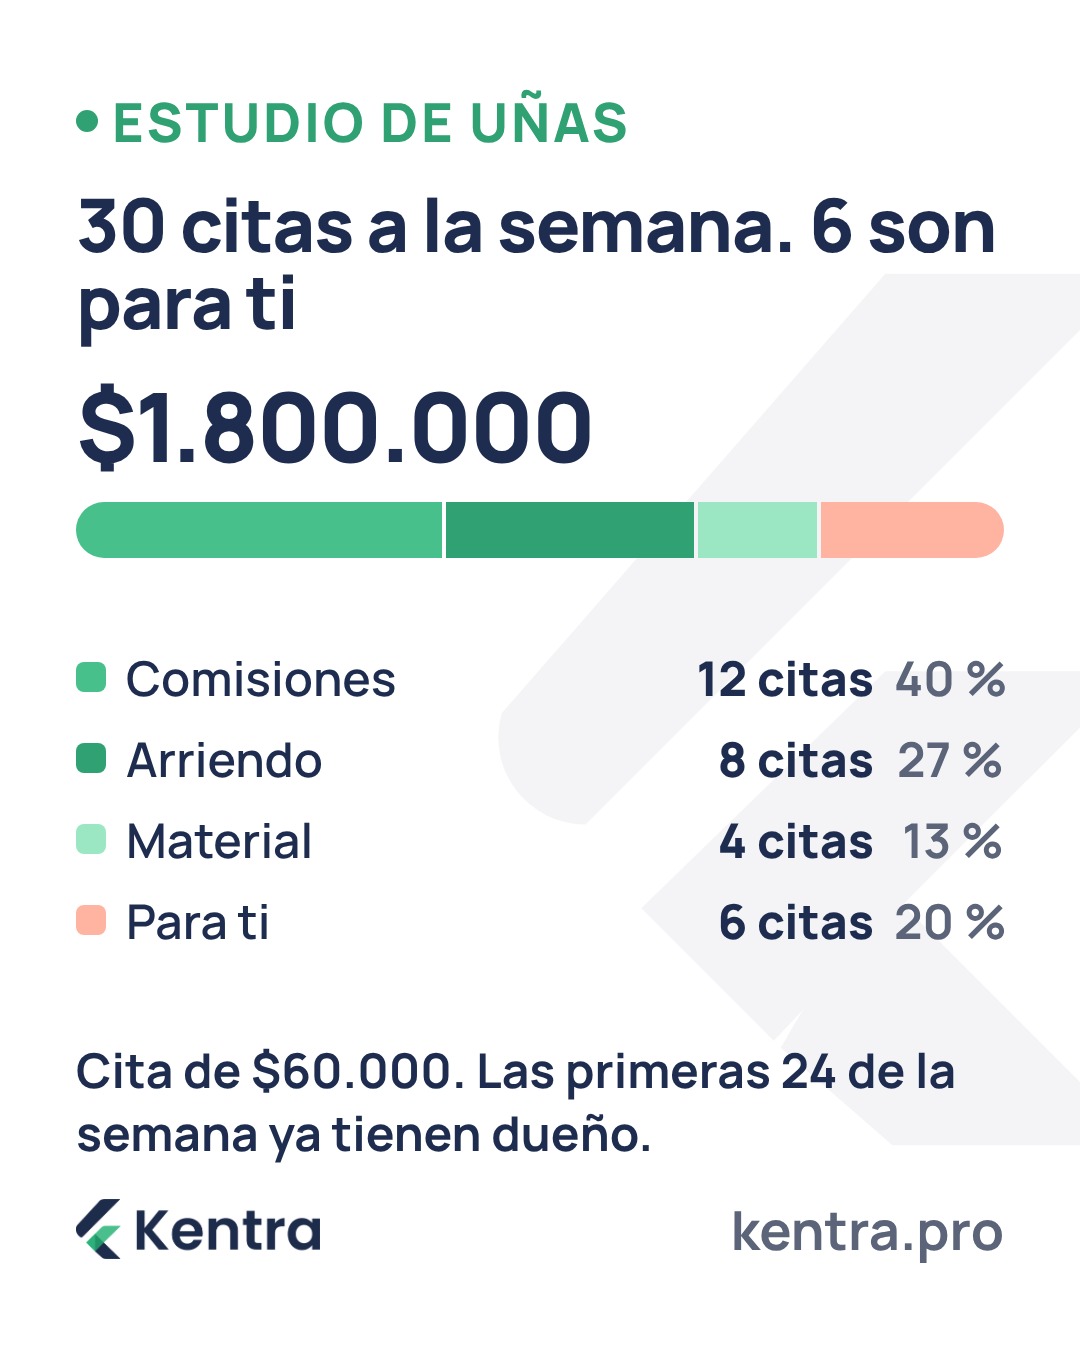 ESTUDIO DE UÑAS
30 citas a la semana. 6 son
para ti
$1.800.000
Comisiones 12 citas 40 %
Arriendo 8 citas 27 %
Material 4 citas 13 %
Para ti 6 citas 20 %
Cita de $60.000. Las primeras 24 de la
semana ya tienen dueño.
Kentra kentra.pro